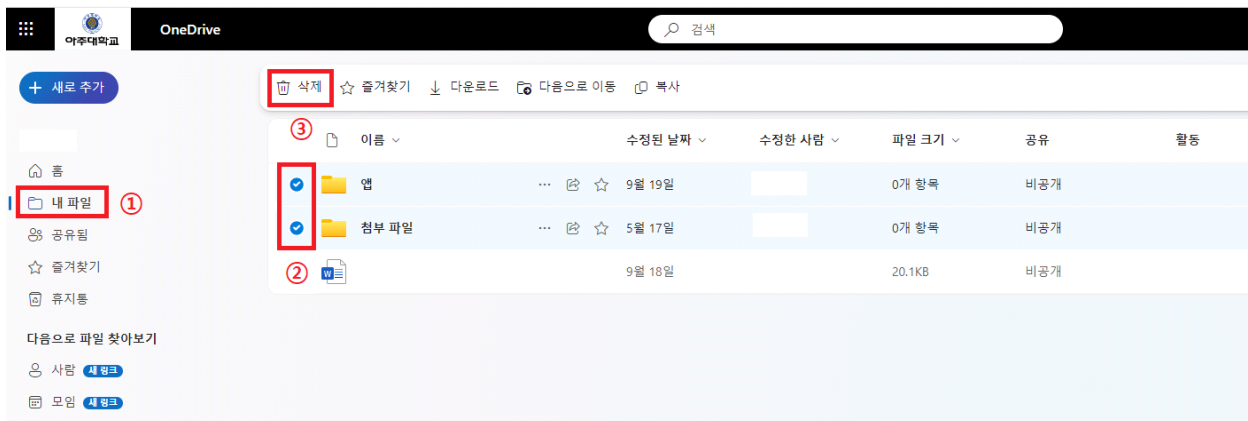 아주대학교 OneDrive 검색
+ 새로 추가
삭제 즐겨찾기 다운로드 다음으로 이동 복사
③
이름 수정된 날짜 수정한 사람 파일 크기 공유 활동
홈
내 파일 ①
공유됨
즐겨찾기
휴지통
다음으로 파일 찾아보기
사람 새 링크
모임 새 링크
앱 ... 9월 19일 0개 항목 비공개
첨부 파일 ... 5월 17일 0개 항목 비공개
② W 9월 18일 20.1KB 비공개